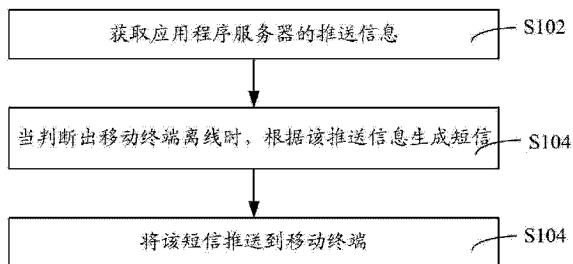 获取应用程序服务器的推送信息
S102
当判断出移动终端离线时，根据该推送信息生成短信
S104
将该短信推送到移动终端
S104